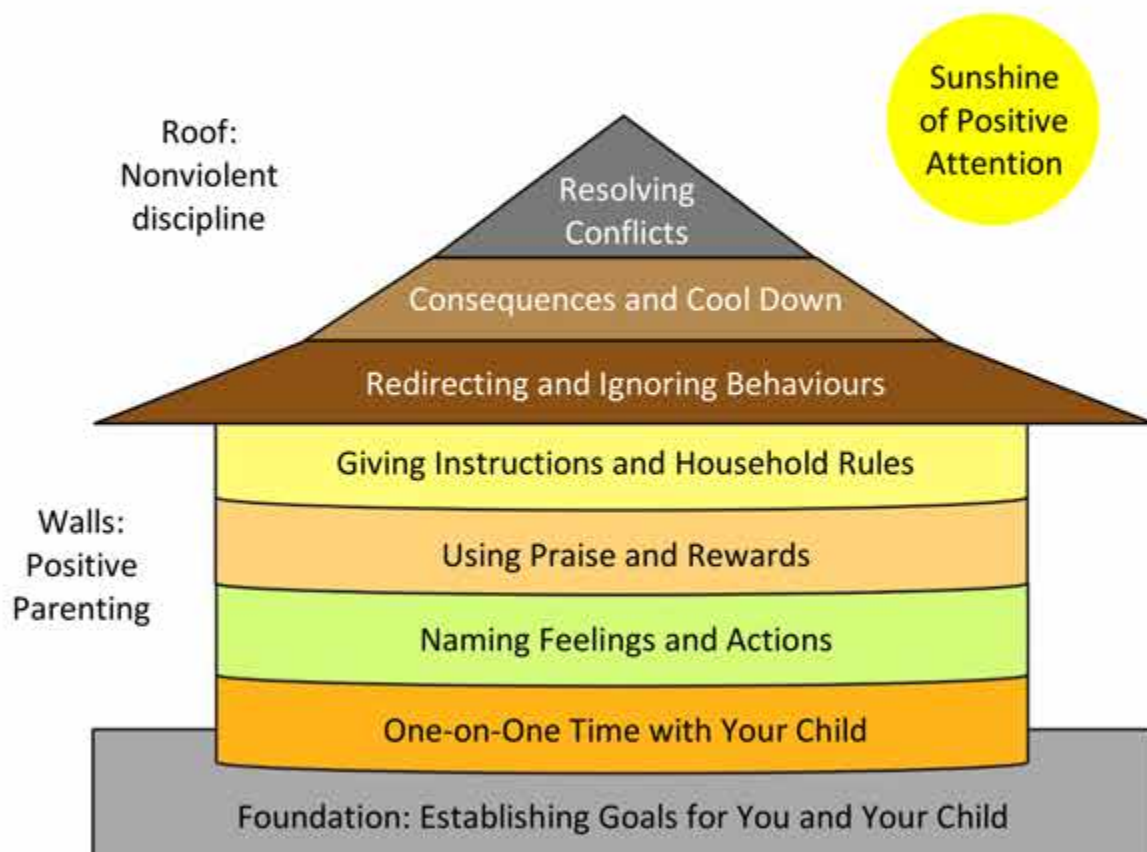 Sunshine
of Positive
Attention
Roof:
Nonviolent
discipline
Resolving
Conflicts
Consequences and Cool Down
Redirecting and Ignoring Behaviours
Giving Instructions and Household Rules
Walls:
Positive
Parenting
Using Praise and Rewards
Naming Feelings and Actions
One-on-One Time with Your Child
Foundation: Establishing Goals for You and Your Child